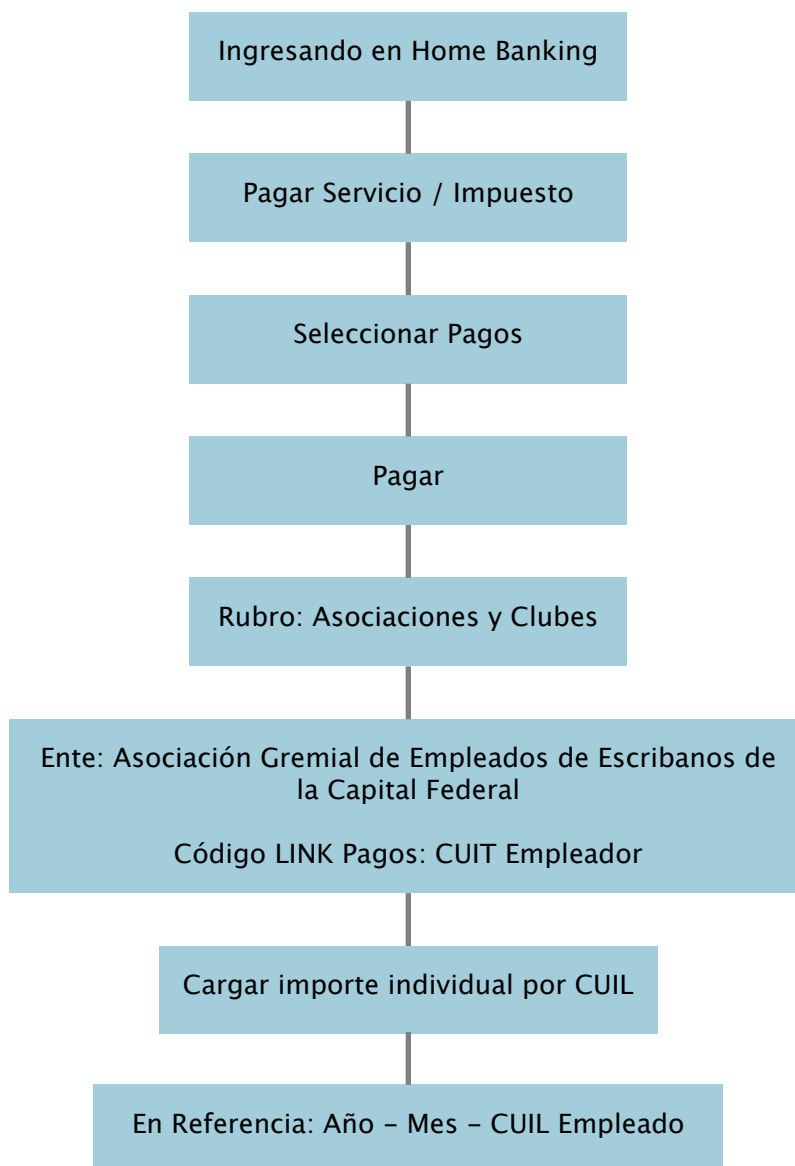 Ingresando en Home Banking
Pagar Servicio / Impuesto
Seleccionar Pagos
Pagar
Rubro: Asociaciones y Clubes
Ente: Asociación Gremial de Empleados de Escribanos de
la Capital Federal
Código LINK Pagos: CUIT Empleador
Cargar importe individual por CUIL
En Referencia: Año – Mes – CUIL Empleado